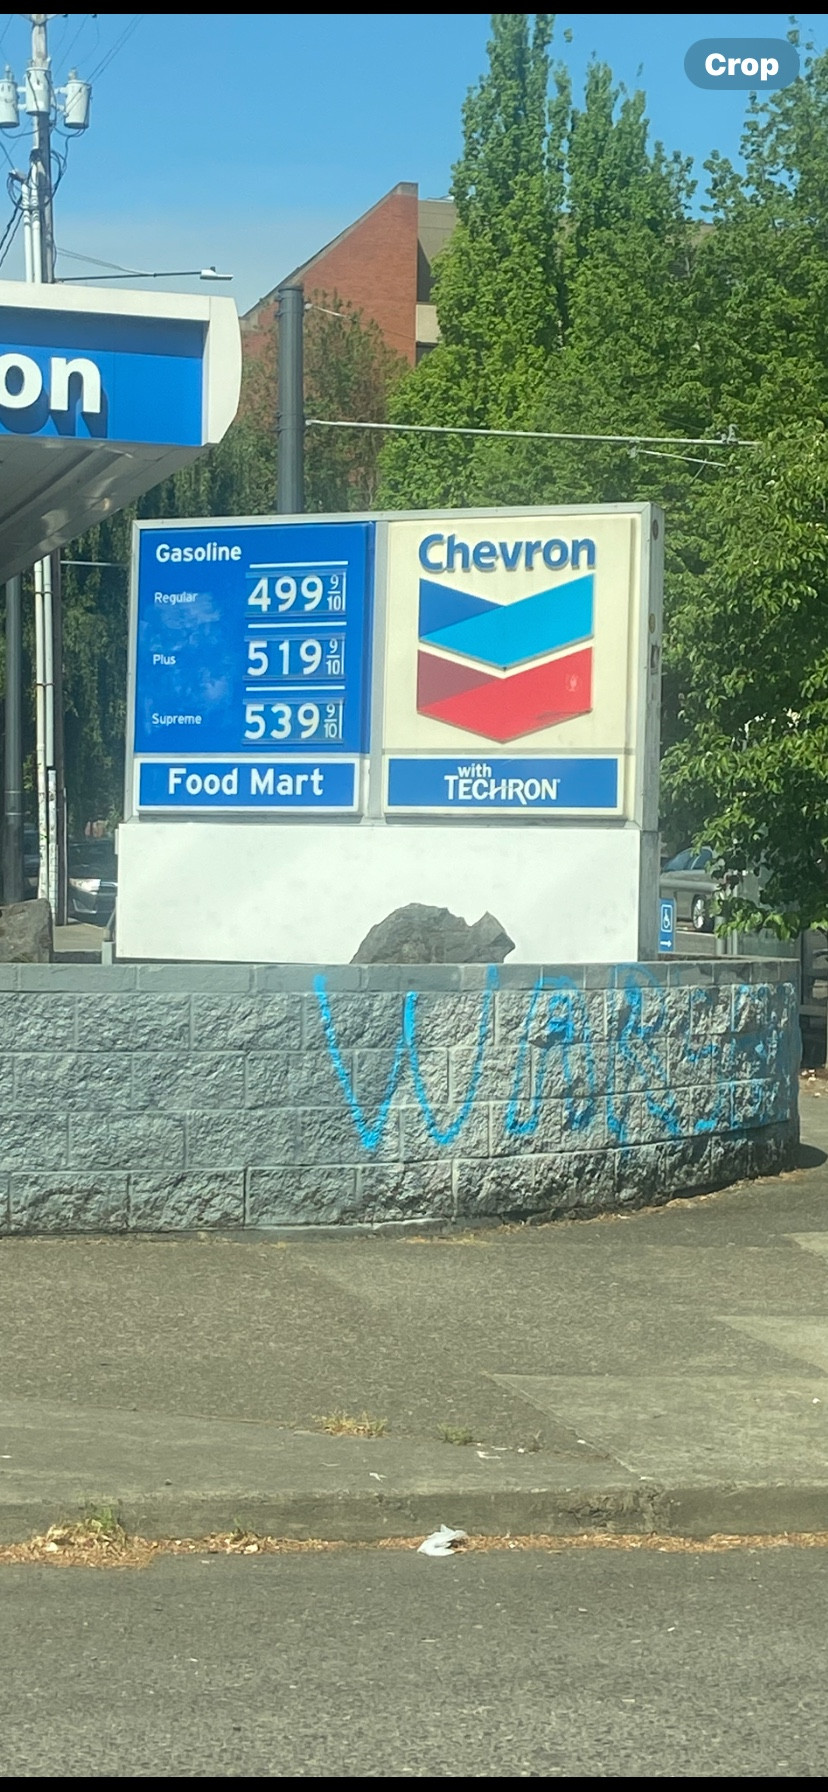 Crop
on
Gasoline
Regular 499 9/10
Plus 519 9/10
Supreme 539 9/10
Food Mart
Chevron
with
TECHRON